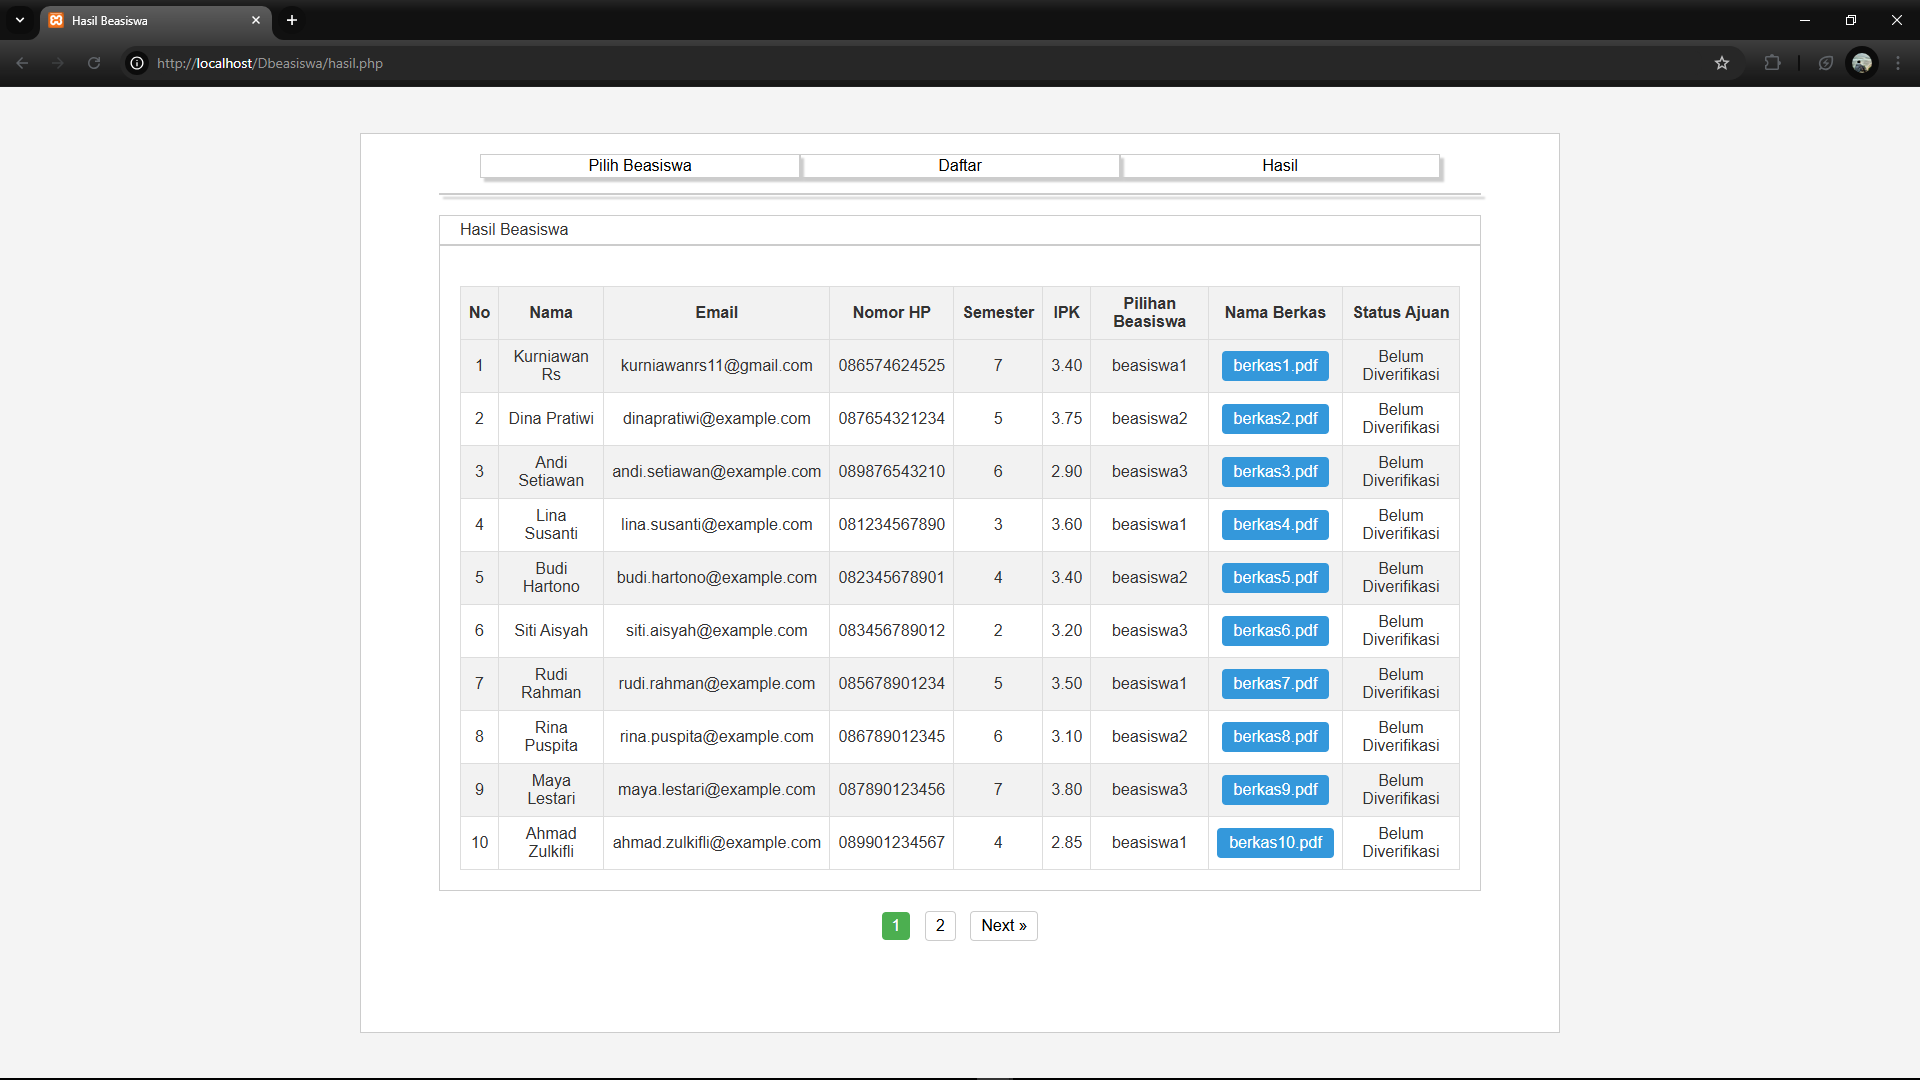 Hasil Beasiswa
http://localhost/Dbeasiswa/hasil.php
Pilih Beasiswa Daftar Hasil
Hasil Beasiswa
No Nama Email Nomor HP Semester IPK Pilihan Beasiswa Nama Berkas Status Ajuan
1 Kurniawan Rs kurniawanrs11@gmail.com 086574624525 7 3.40 beasiswa1 berkas1.pdf Belum Diverifikasi
2 Dina Pratiwi dinapratiwi@example.com 087654321234 5 3.75 beasiswa2 berkas2.pdf Belum Diverifikasi
3 Andi Setiawan andi.setiawan@example.com 089876543210 6 2.90 beasiswa3 berkas3.pdf Belum Diverifikasi
4 Lina Susanti lina.susanti@example.com 081234567890 3 3.60 beasiswa1 berkas4.pdf Belum Diverifikasi
5 Budi Hartono budi.hartono@example.com 082345678901 4 3.40 beasiswa2 berkas5.pdf Belum Diverifikasi
6 Siti Aisyah siti.aisyah@example.com 083456789012 2 3.20 beasiswa3 berkas6.pdf Belum Diverifikasi
7 Rudi Rahman rudi.rahman@example.com 085678901234 5 3.50 beasiswa1 berkas7.pdf Belum Diverifikasi
8 Rina Puspita rina.puspita@example.com 086789012345 6 3.10 beasiswa2 berkas8.pdf Belum Diverifikasi
9 Maya Lestari maya.lestari@example.com 087890123456 7 3.80 beasiswa3 berkas9.pdf Belum Diverifikasi
10 Ahmad Zulkifli ahmad.zulkifli@example.com 089901234567 4 2.85 beasiswa1 berkas10.pdf Belum Diverifikasi
1 2 Next »